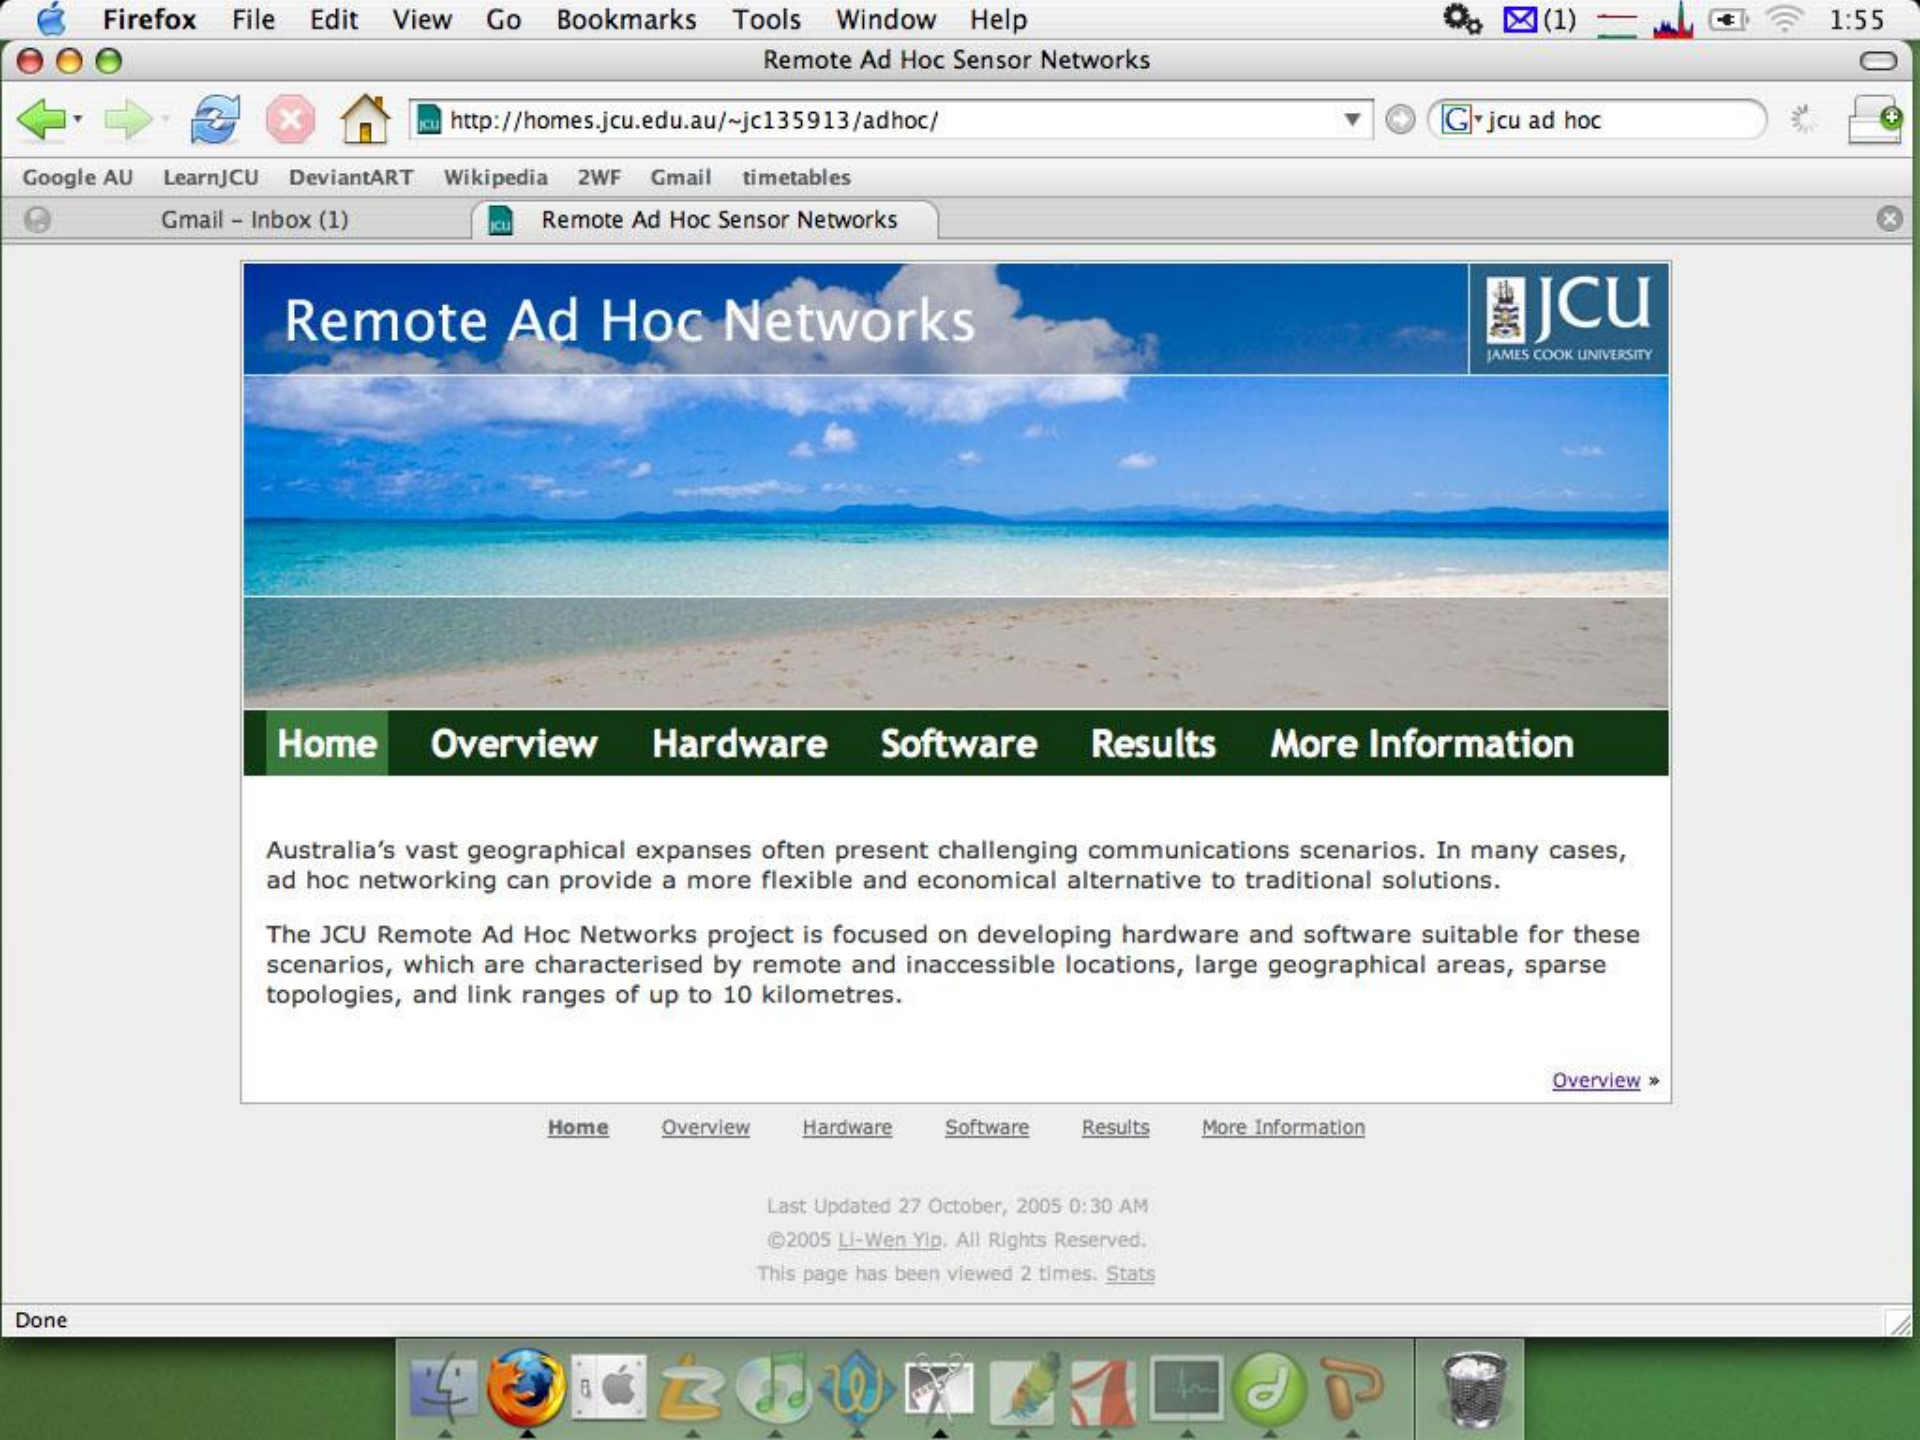 Firefox File Edit View Go Bookmarks Tools Window Help (1) 1:55
Remote Ad Hoc Sensor Networks
JCU http://homes.jcu.edu.au/~jc135913/adhoc/ G jcu ad hoc
Google AU LearnJCU DeviantART Wikipedia 2WF Gmail timetables
Gmail – Inbox (1) JCU Remote Ad Hoc Sensor Networks
Remote Ad Hoc Networks
JCU
JAMES COOK UNIVERSITY
Home Overview Hardware Software Results More Information
Australia’s vast geographical expanses often present challenging communications scenarios. In many cases,
ad hoc networking can provide a more flexible and economical alternative to traditional solutions.
The JCU Remote Ad Hoc Networks project is focused on developing hardware and software suitable for these
scenarios, which are characterised by remote and inaccessible locations, large geographical areas, sparse
topologies, and link ranges of up to 10 kilometres.
Overview »
Home Overview Hardware Software Results More Information
Last Updated 27 October, 2005 0:30 AM
©2005 Li-Wen Yip. All Rights Reserved.
This page has been viewed 2 times. Stats
Done